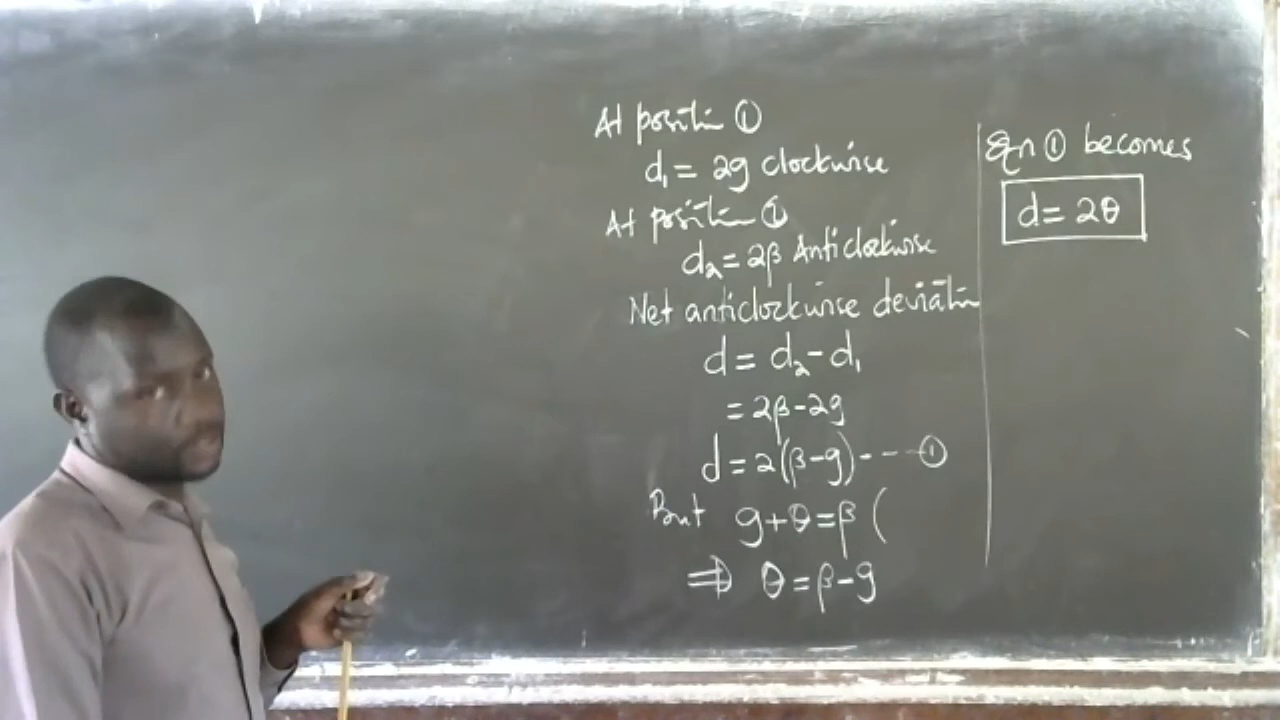 At position ①
d₁ = 2g clockwise
At position ①
d₂ = 2β Anticlockwise
Net anticlockwise deviation
d = d₂ - d₁
= 2β - 2g
d = 2(β - g) - - - ①
But g + θ = β (
⇒ θ = β - g
Eqn ① becomes
d = 2θ